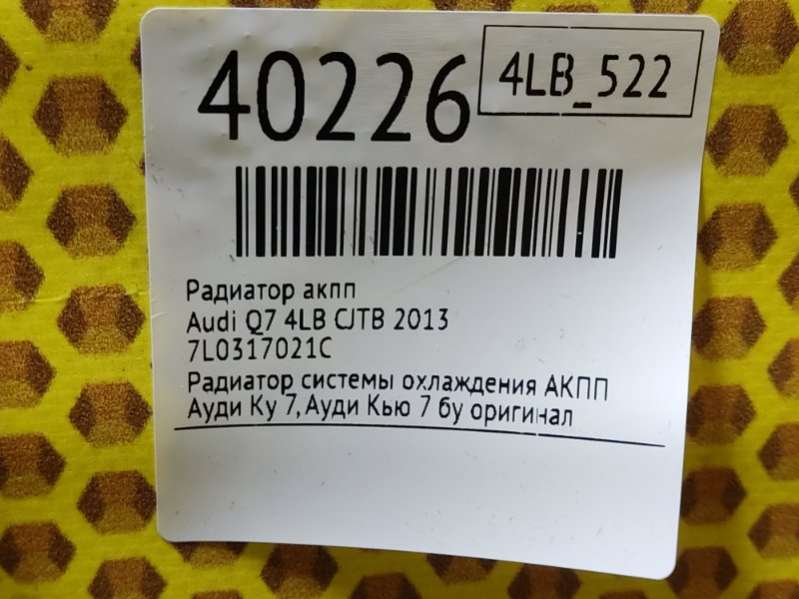 40226
4LB_522
Радиатор акпп
Audi Q7 4LB CJTB 2013
7L0317021C
Радиатор системы охлаждения АКПП
Ауди Ку 7, Ауди Кью 7 бу оригинал